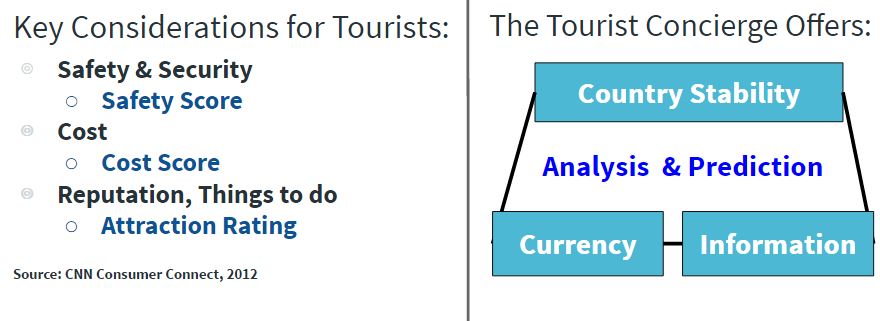 Key Considerations for Tourists:
Safety & Security
Safety Score
Cost
Cost Score
Reputation, Things to do
Attraction Rating
Source: CNN Consumer Connect, 2012
The Tourist Concierge Offers:
Country Stability
Analysis & Prediction
Currency
Information